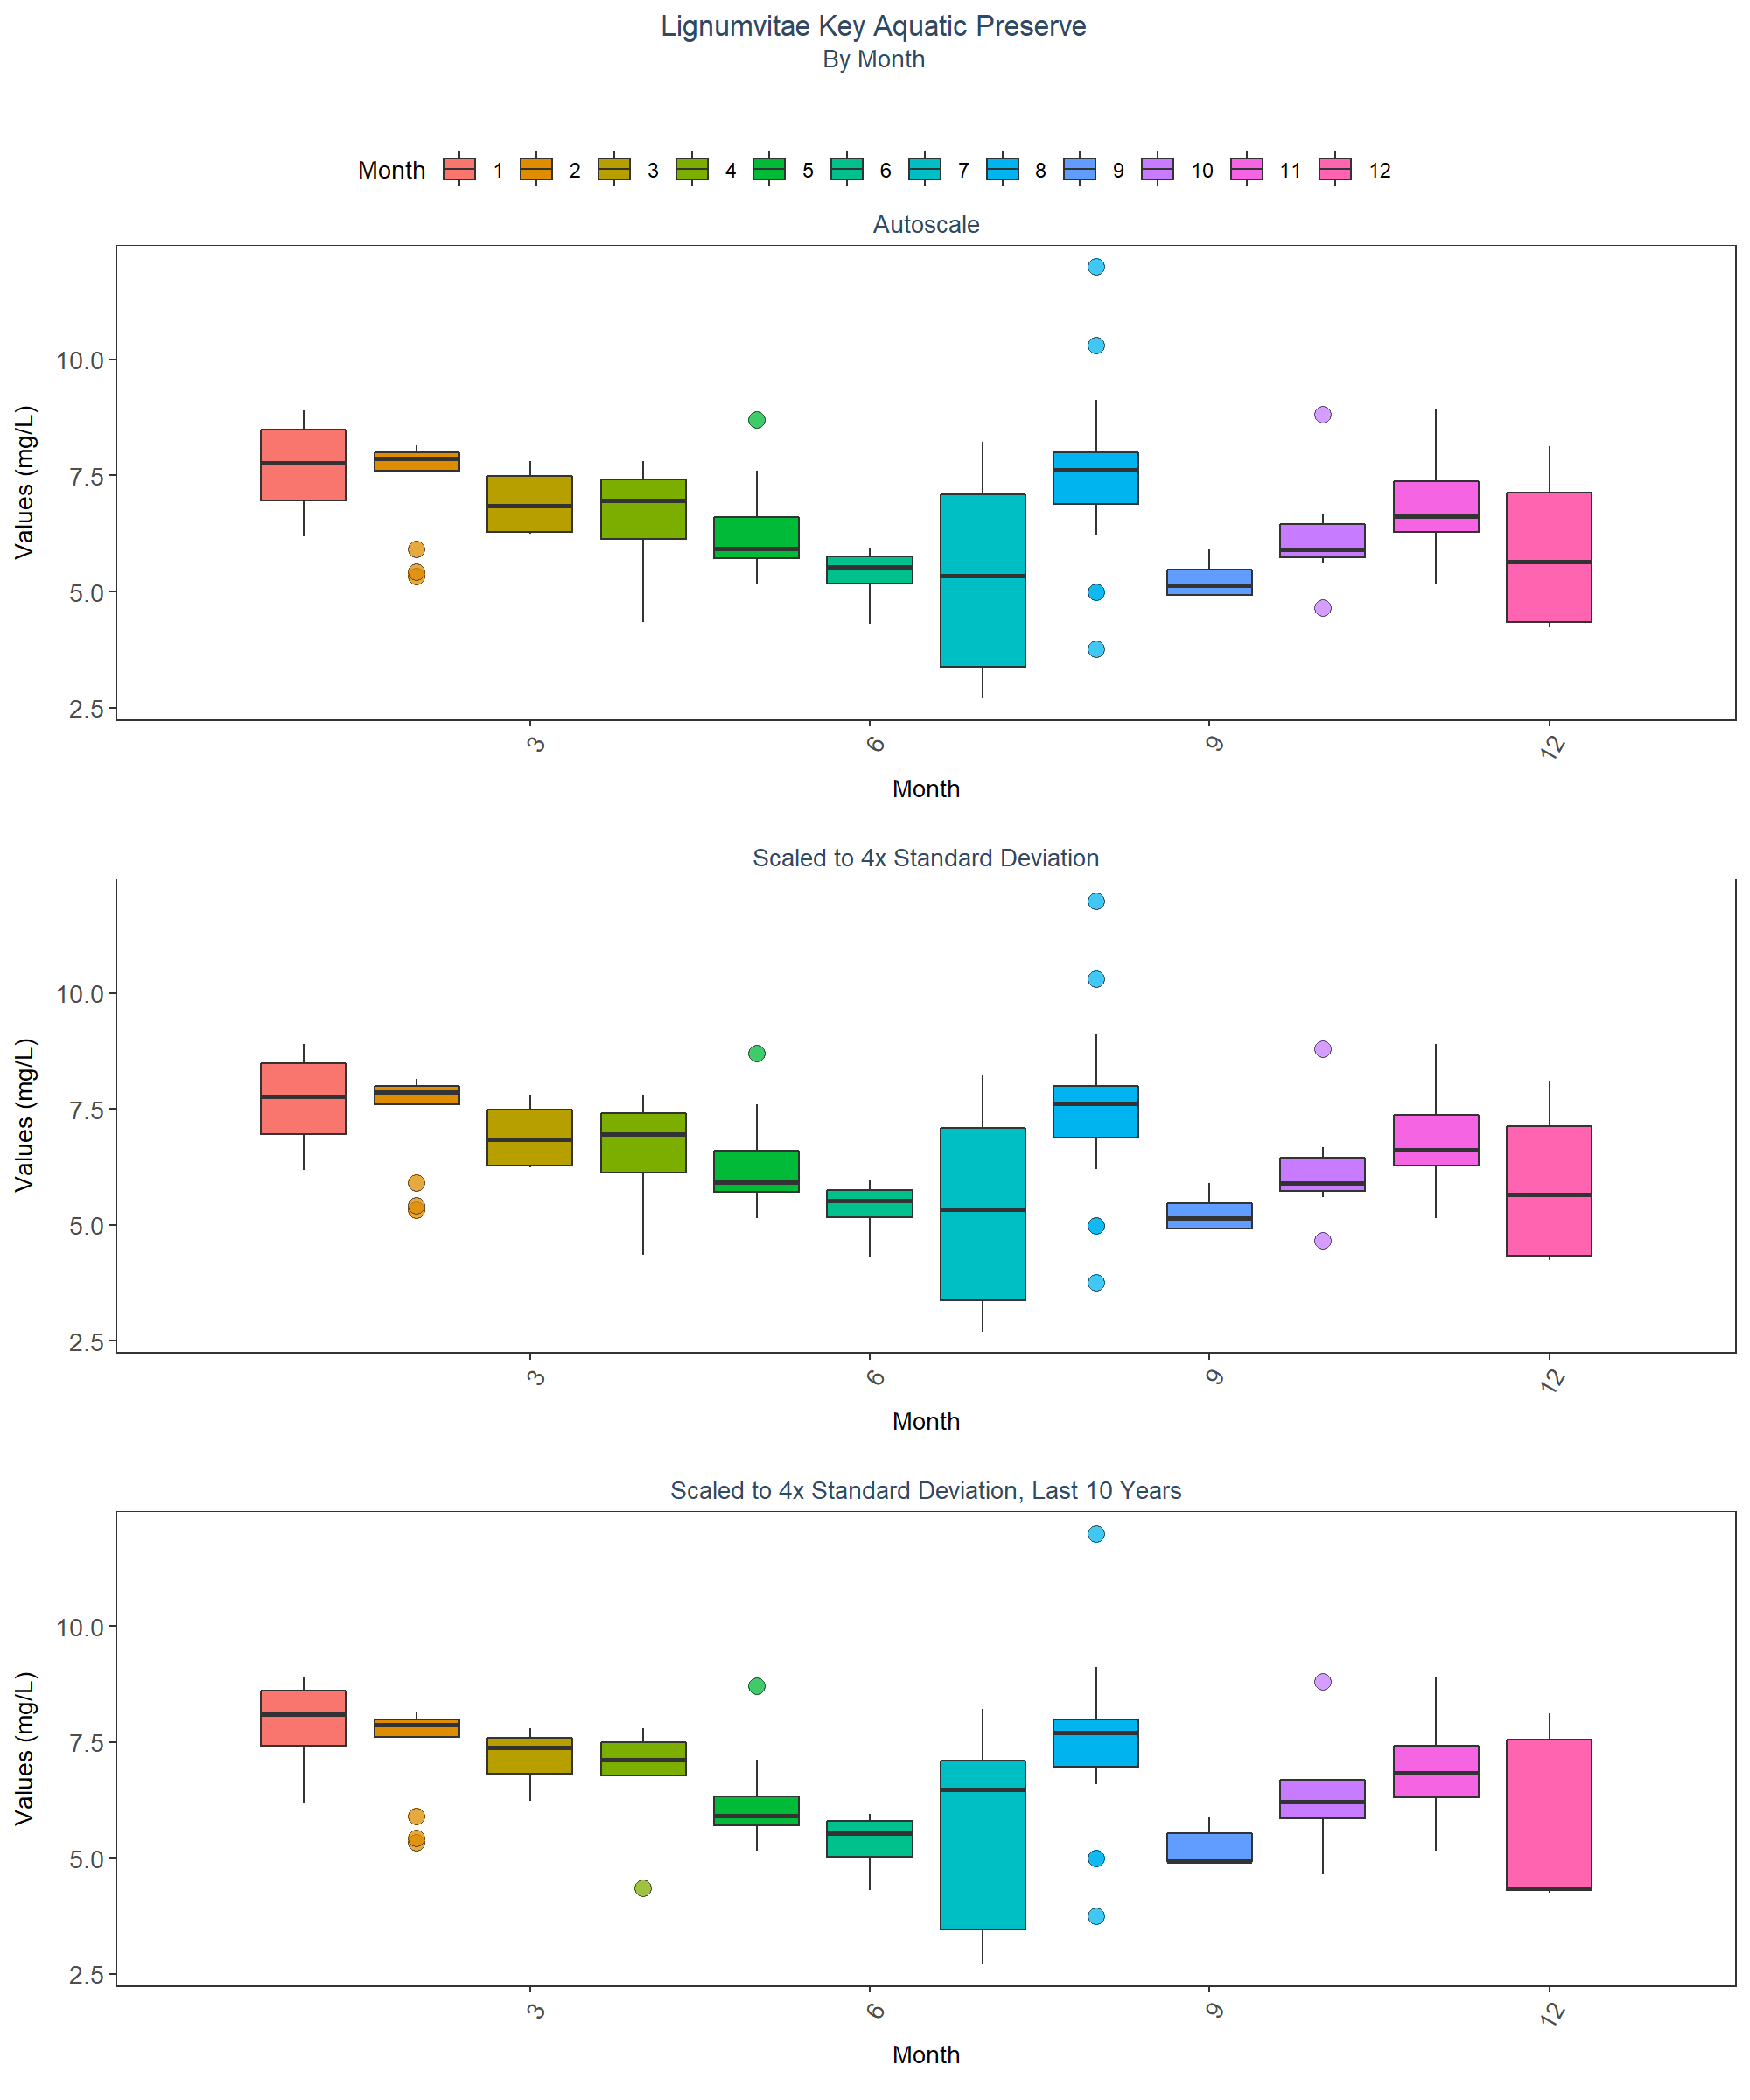 Lignumvitae Key Aquatic Preserve
By Month
Month 1 2 3 4 5 6 7 8 9 10 11 12
Autoscale
Values (mg/L)
10.0
7.5
5.0
2.5
3 6 9 12
Month
Scaled to 4x Standard Deviation
Values (mg/L)
10.0
7.5
5.0
2.5
3 6 9 12
Month
Scaled to 4x Standard Deviation, Last 10 Years
Values (mg/L)
10.0
7.5
5.0
2.5
3 6 9 12
Month